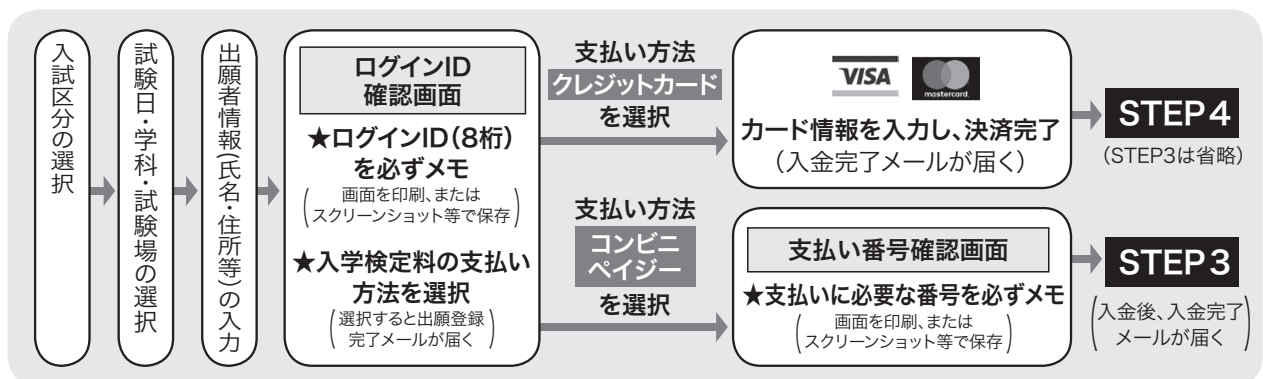 入試区分の選択
試験日・学科・試験場の選択
出願者情報(氏名・住所等)の入力
ログインID
確認画面
★ログインID(8桁)
を必ずメモ
(画面を印刷、または
スクリーンショット等で保存)
★入学検定料の支払い
方法を選択
(選択すると出願登録
完了メールが届く)
支払い方法
クレジットカード
を選択
VISA
mastercard.
カード情報を入力し、決済完了
(入金完了メールが届く)
STEP4
(STEP3は省略)
支払い方法
コンビニ
ペイジー
を選択
支払い番号確認画面
★支払いに必要な番号を必ずメモ
(画面を印刷、または
スクリーンショット等で保存)
STEP3
(入金後、入金完了
メールが届く)